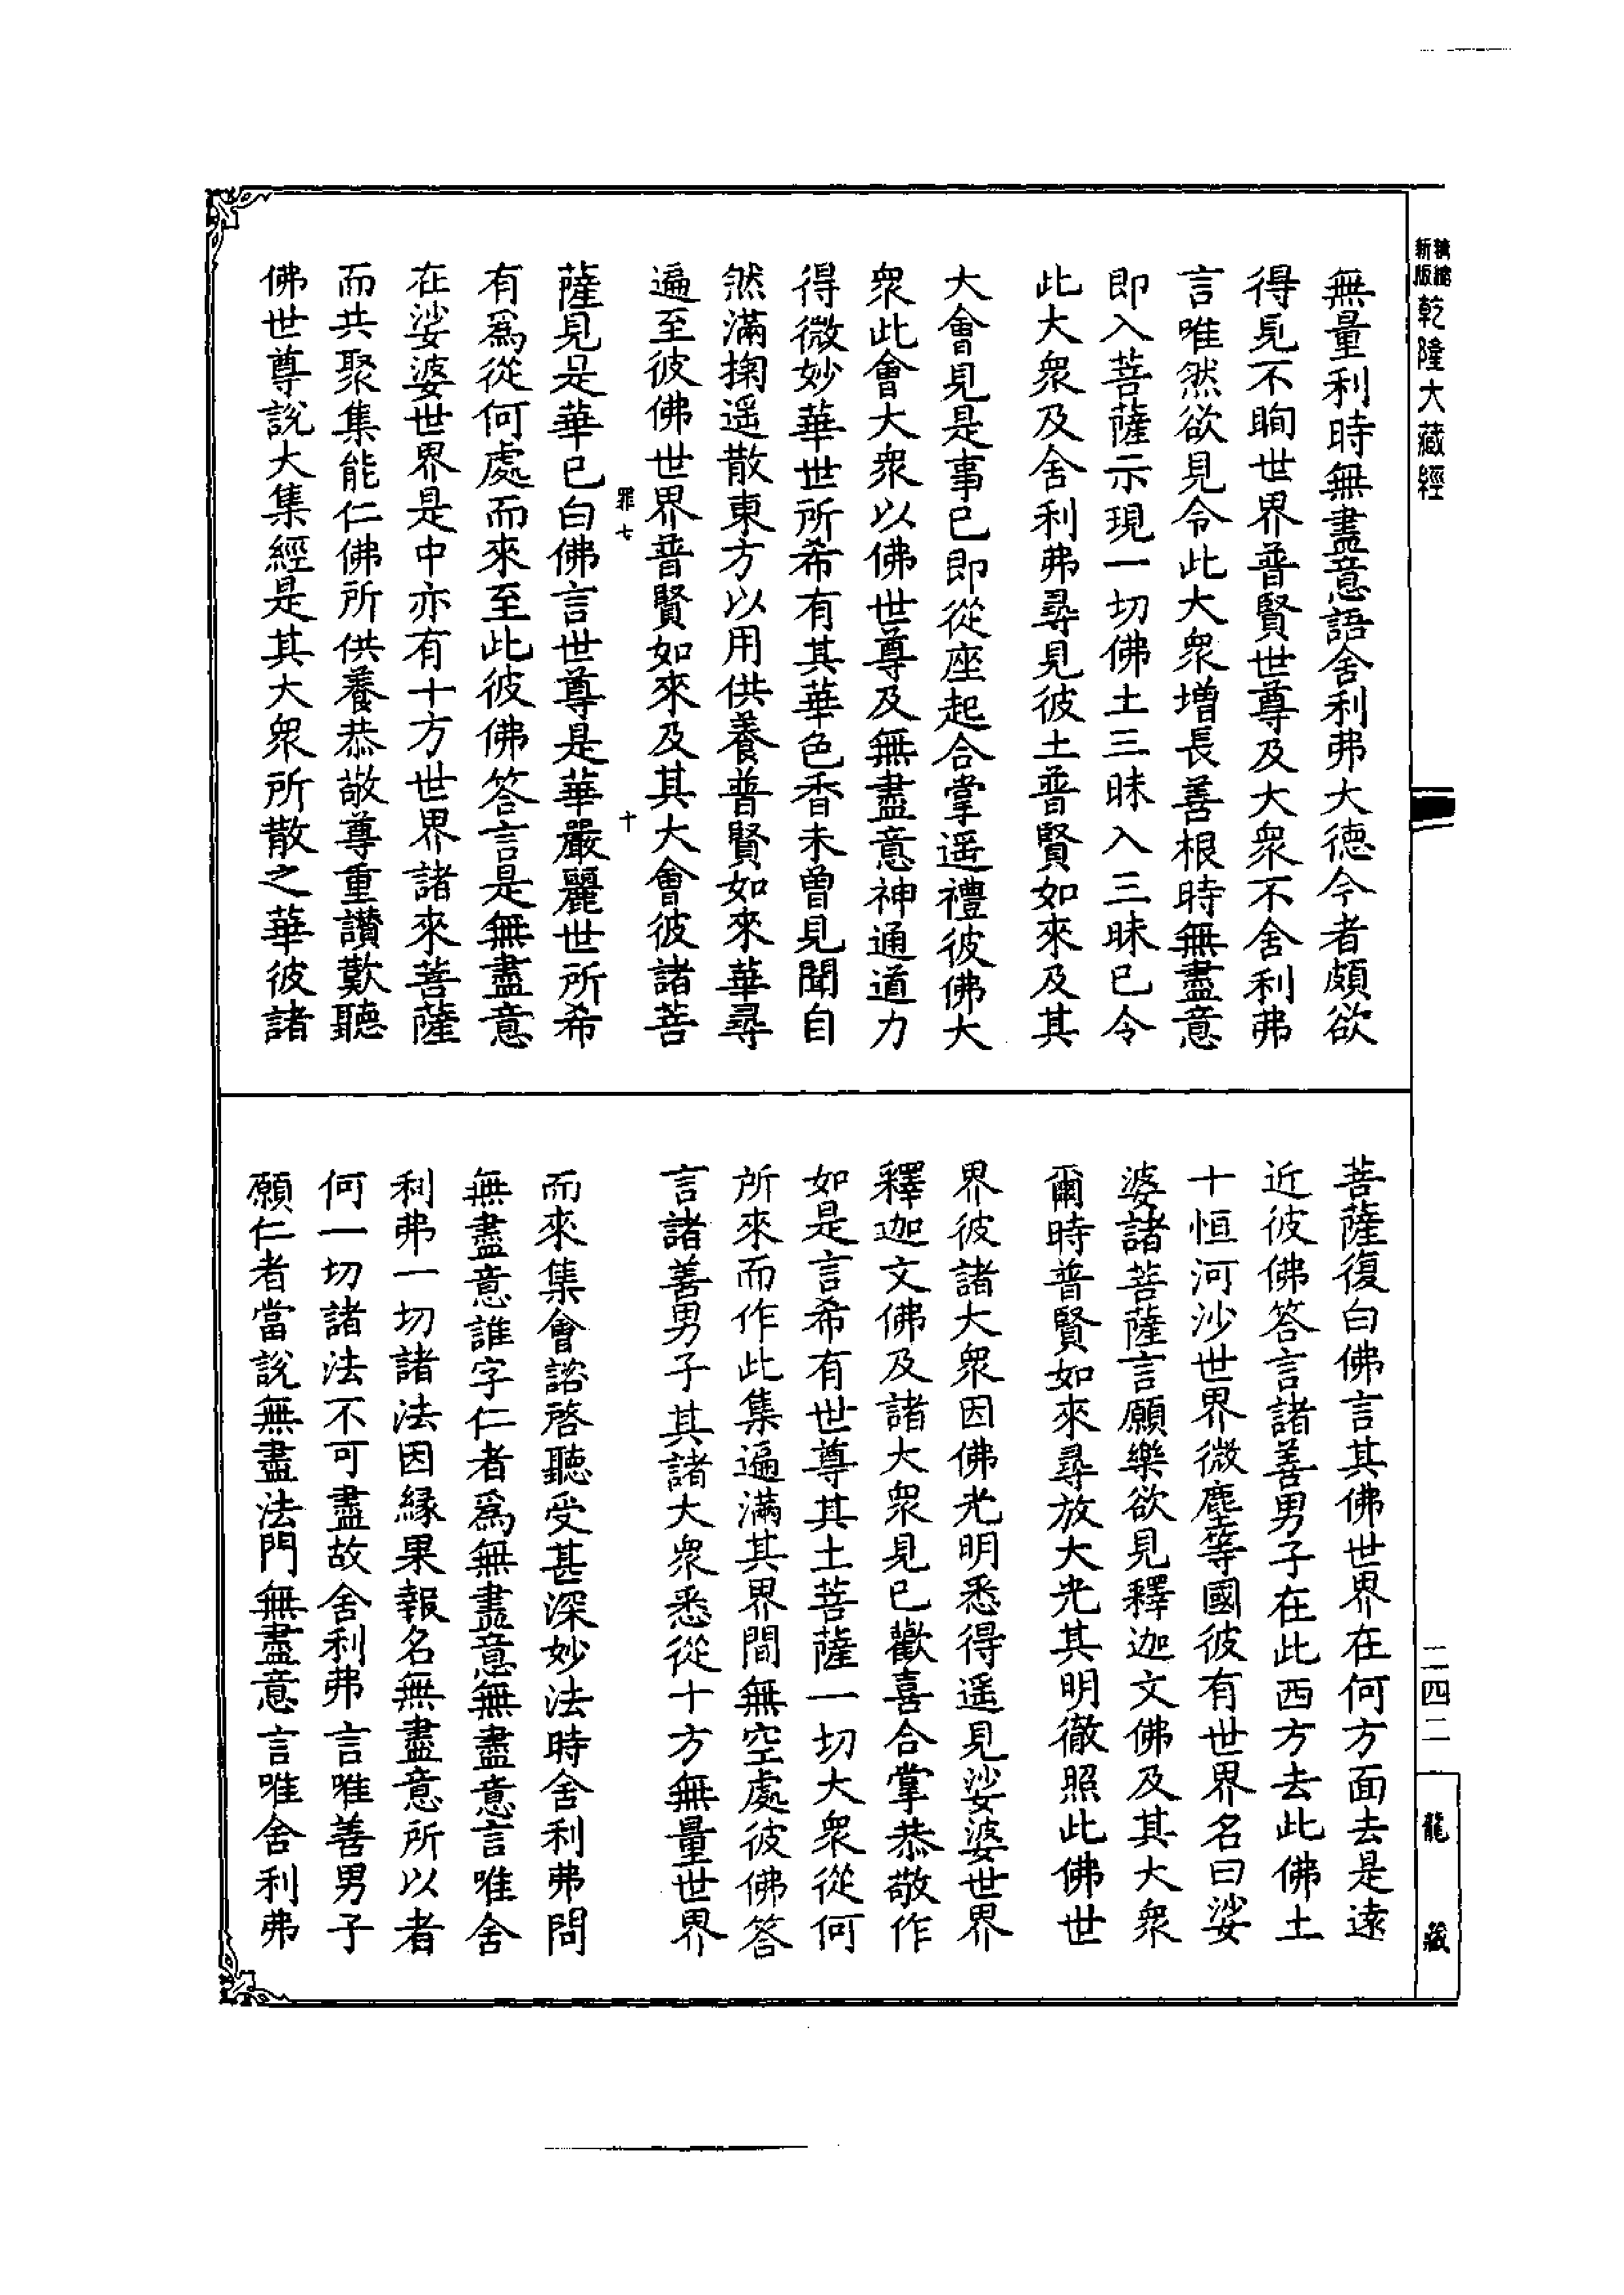 新版 精縮 乾隆大藏經
無量利時無盡意語舍利弗大德今者頗欲
得見不眴世界普賢世尊及大衆不舍利弗
言唯然欲見令此大衆增長善根時無盡意
即入菩薩示現一切佛土三昧入三昧已令
此大衆及舍利弗尋見彼土普賢如來及其
大會見是事已即從座起合掌遥禮彼佛大
衆此會大衆以佛世尊及無盡意神通道力
得微妙華世所希有其華色香未曾見聞自
然滿掬遥散東方以用供養普賢如來華尋
遍至彼佛世界普賢如來及其大會彼諸菩
罪七 十
薩見是華已白佛言世尊是華嚴麗世所希
有爲從何處而來至此彼佛答言是無盡意
在娑婆世界是中亦有十方世界諸來菩薩
而共聚集能仁佛所供養恭敬尊重讃歎聽
佛世尊說大集經是其大衆所散之華彼諸
菩薩復白佛言其佛世界在何方面去是遠
近彼佛答言諸善男子在此西方去此佛土
十恒河沙世界微塵等國彼有世界名曰娑
婆諸菩薩言願樂欲見釋迦文佛及其大衆
爾時普賢如來尋放大光其明徹照此佛世
界彼諸大衆因佛光明悉得遥見娑婆世界
釋迦文佛及諸大衆見已歡喜合掌恭敬作
如是言希有世尊其土菩薩一切大衆從何
所來而作此集遍滿其界間無空處彼佛答
言諸善男子其諸大衆悉從十方無量世界
而來集會諮啓聽受甚深妙法時舍利弗問
無盡意誰字仁者爲無盡意無盡意言唯舍
利弗一切諸法因緣果報名無盡意所以者
何一切諸法不可盡故舍利弗言唯善男子
願仁者當說無盡法門無盡意言唯舍利弗
二四二
龍藏